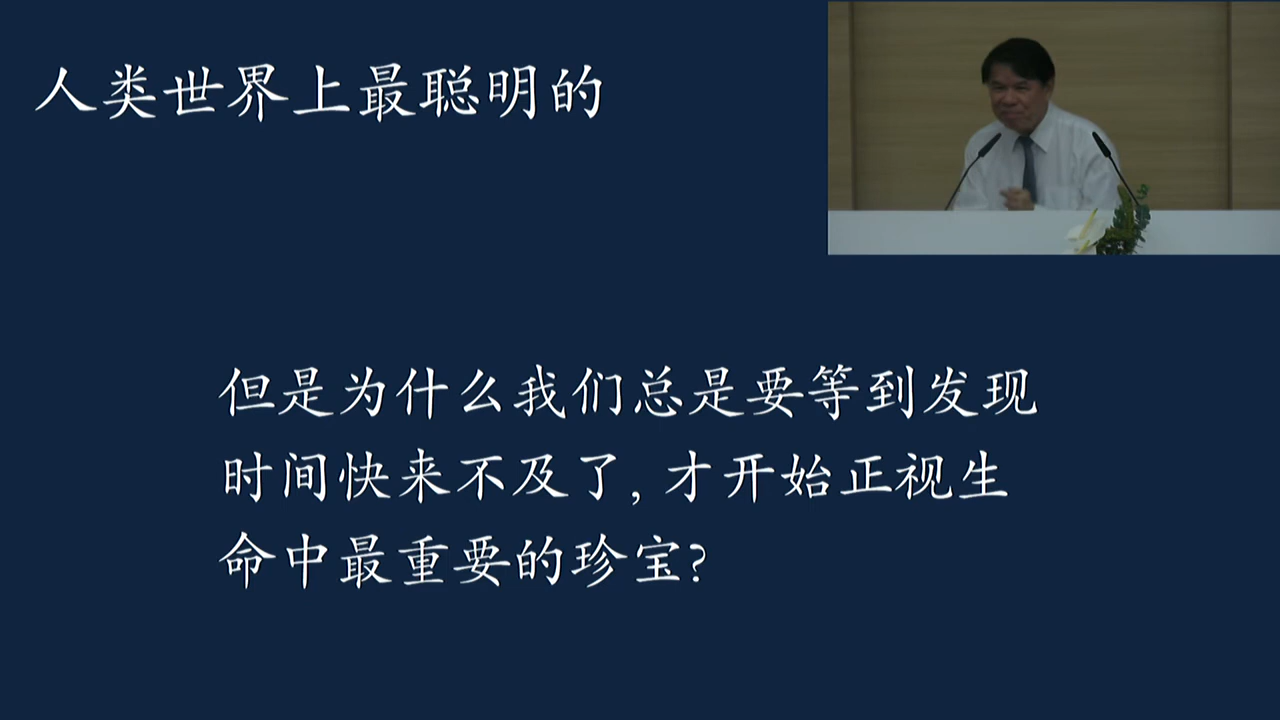 人类世界上最聪明的
但是为什么我们总是要等到发现
时间快来不及了，才开始正视生
命中最重要的珍宝?